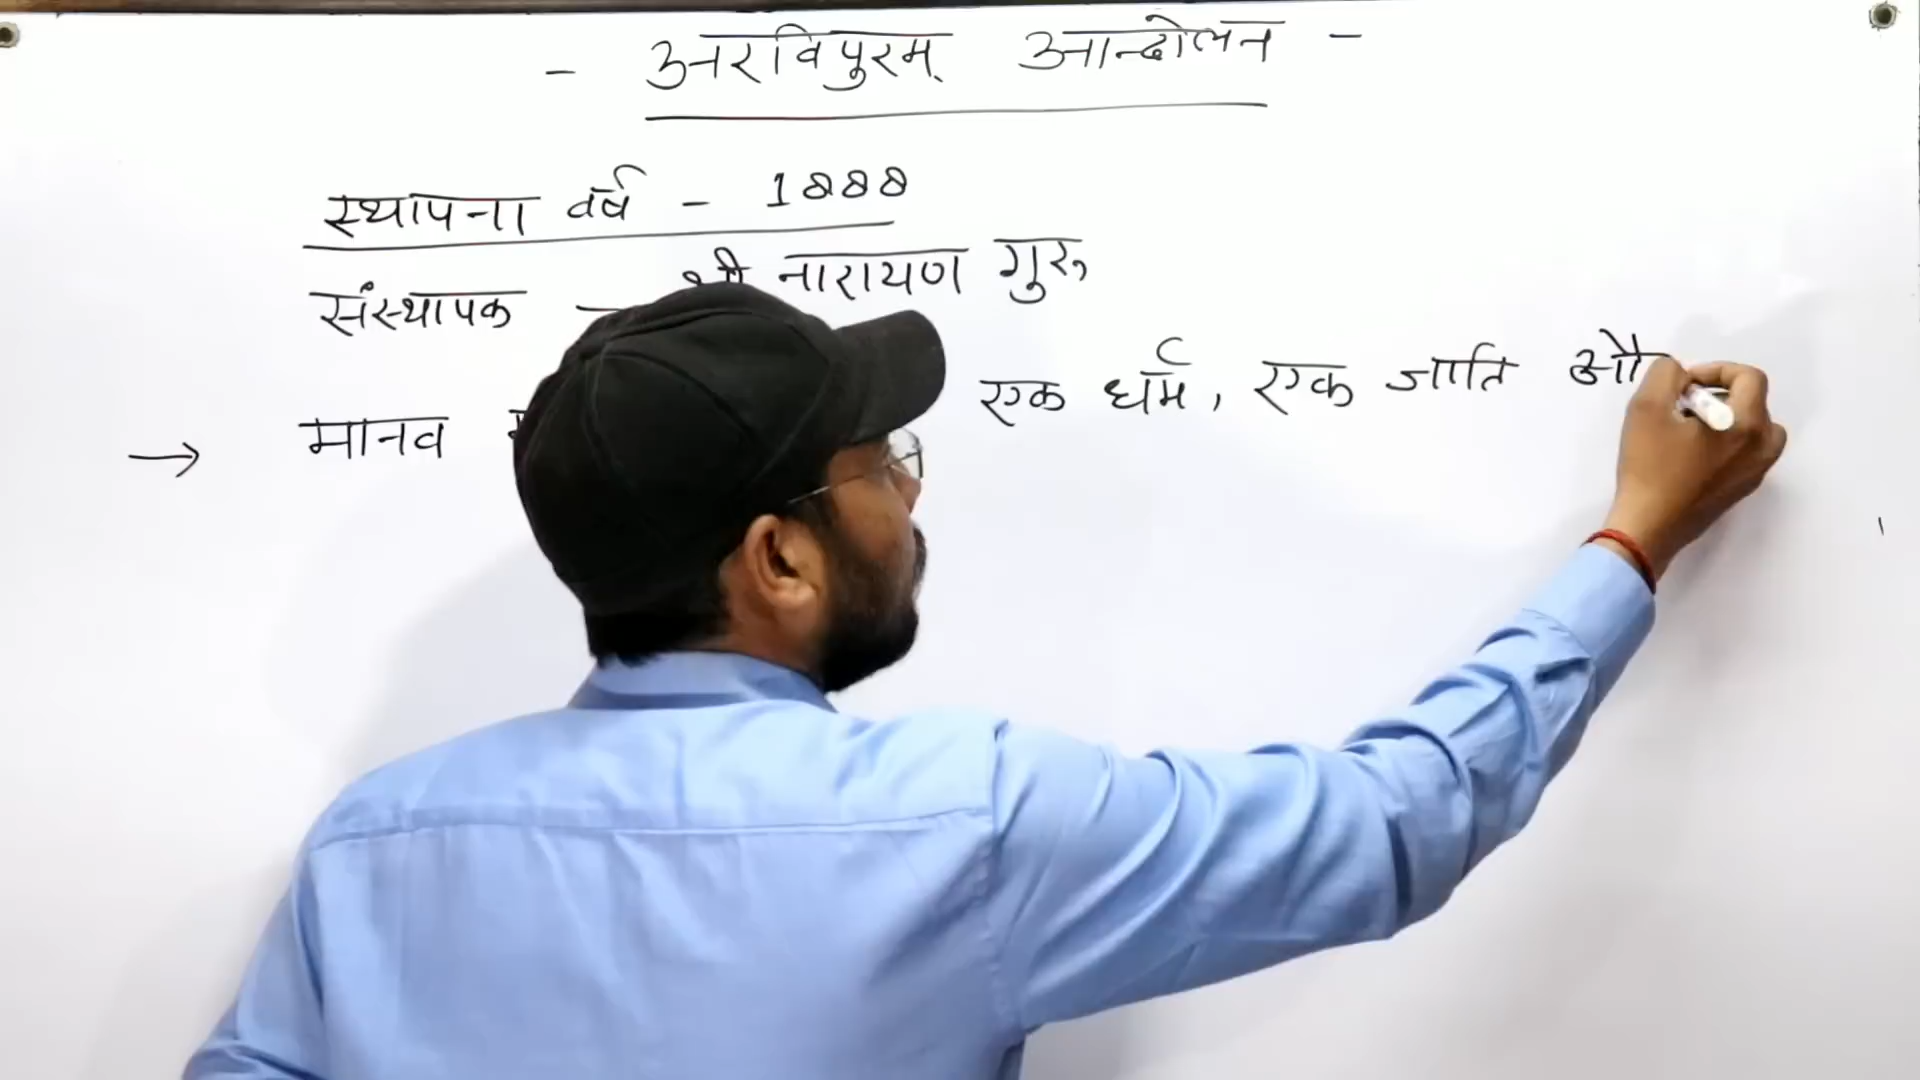 - अरविपुरम् आन्दोलन -
स्थापना वर्ष - 1888
संस्थापक - श्री नारायण गुरु
→ मानव एक धर्म, एक जाति